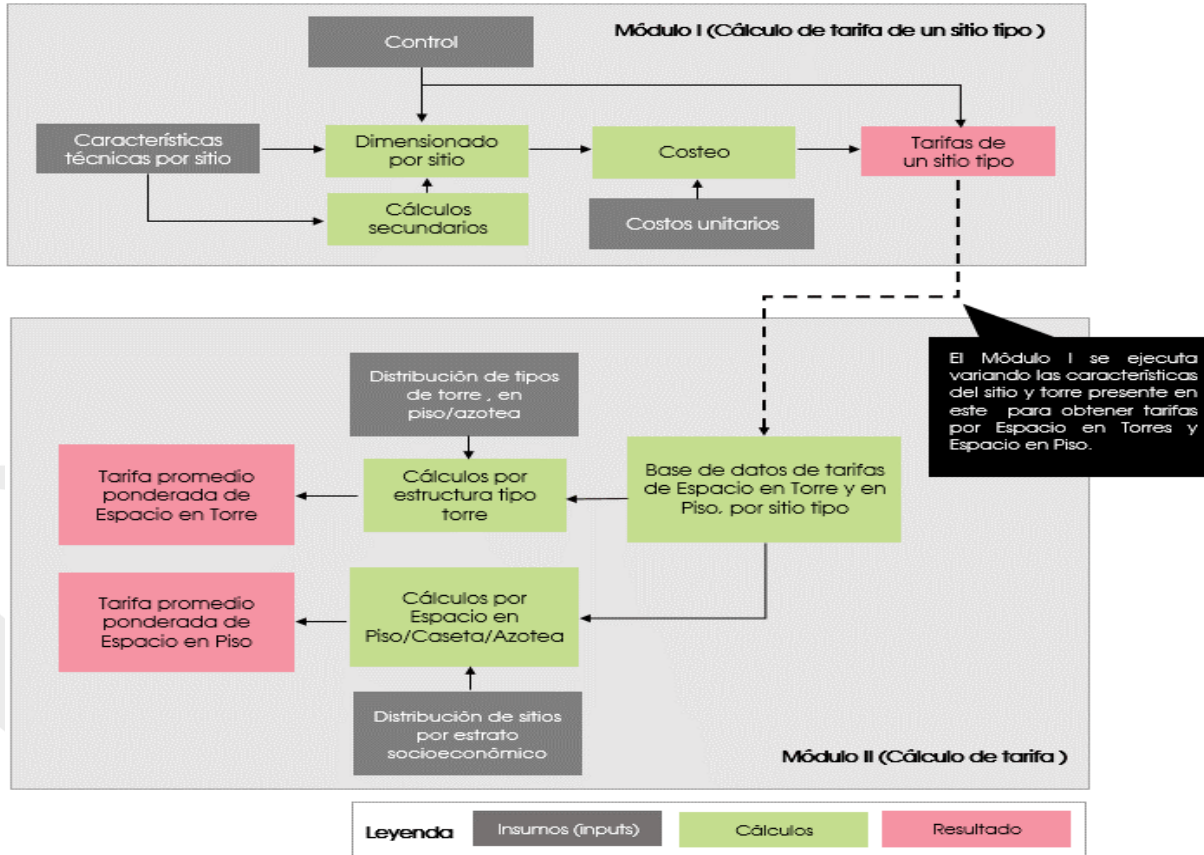 Módulo I (Cálculo de tarifa de un sitio tipo )
Control
Características
técnicas por sitio
Dimensionado
por sitio
Costeo
Tarifas de
un sitio tipo
Cálculos
secundarios
Costos unitarios
El Módulo I se ejecuta
variando las características
del sitio y torre presente en
este para obtener tarifas
por Espacio en Torres y
Espacio en Piso.
Distribución de tipos
de torre , en
piso/azotea
Tarifa promedio
ponderada de
Espacio en Torre
Cálculos por
estructura tipo
torre
Base de datos de tarifas
de Espacio en Torre y en
Piso, por sitio tipo
Tarifa promedio
ponderada de
Espacio en Piso
Cálculos por
Espacio en
Piso/Caseta/Azotea
Distribución de sitios
por estrato
socioeconómico
Módulo II (Cálculo de tarifa )
Leyenda
Insumos (inputs)
Cálculos
Resultado